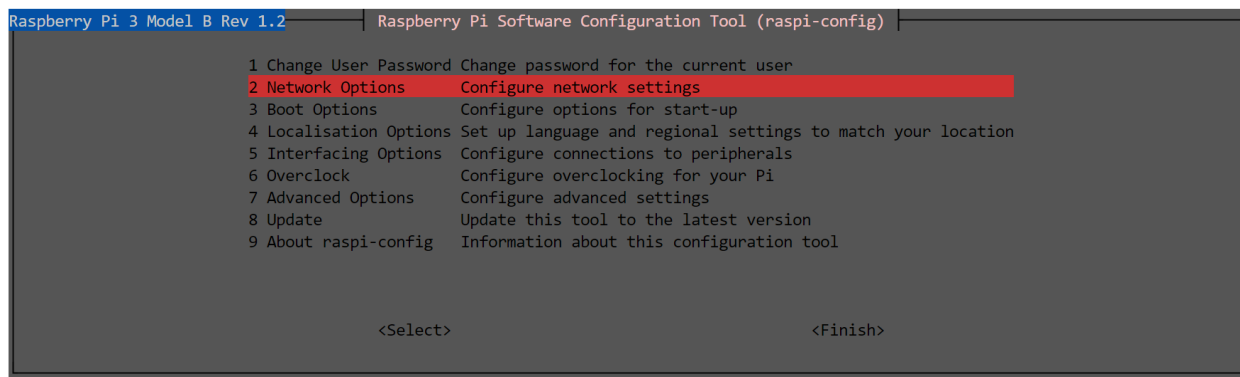 Raspberry Pi 3 Model B Rev 1.2 Raspberry Pi Software Configuration Tool (raspi-config)
1 Change User Password Change password for the current user
2 Network Options Configure network settings
3 Boot Options Configure options for start-up
4 Localisation Options Set up language and regional settings to match your location
5 Interfacing Options Configure connections to peripherals
6 Overclock Configure overclocking for your Pi
7 Advanced Options Configure advanced settings
8 Update Update this tool to the latest version
9 About raspi-config Information about this configuration tool
<Select> <Finish>